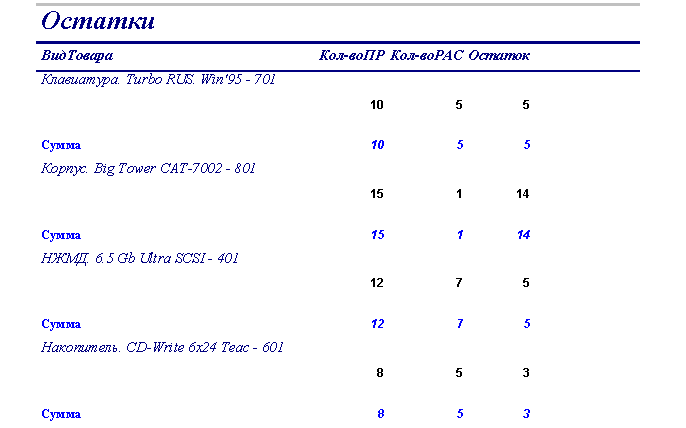 Остатки
ВидТовара Кол-воПР Кол-воРАС Остаток
Клавиатура. Turbo RUS. Win'95 - 701
10 5 5
Сумма 10 5 5
Корпус. Big Tower CAT-7002 - 801
15 1 14
Сумма 15 1 14
НЖМД. 6.5 Gb Ultra SCSI - 401
12 7 5
Сумма 12 7 5
Накопитель. CD-Write 6x24 Teac - 601
8 5 3
Сумма 8 5 3